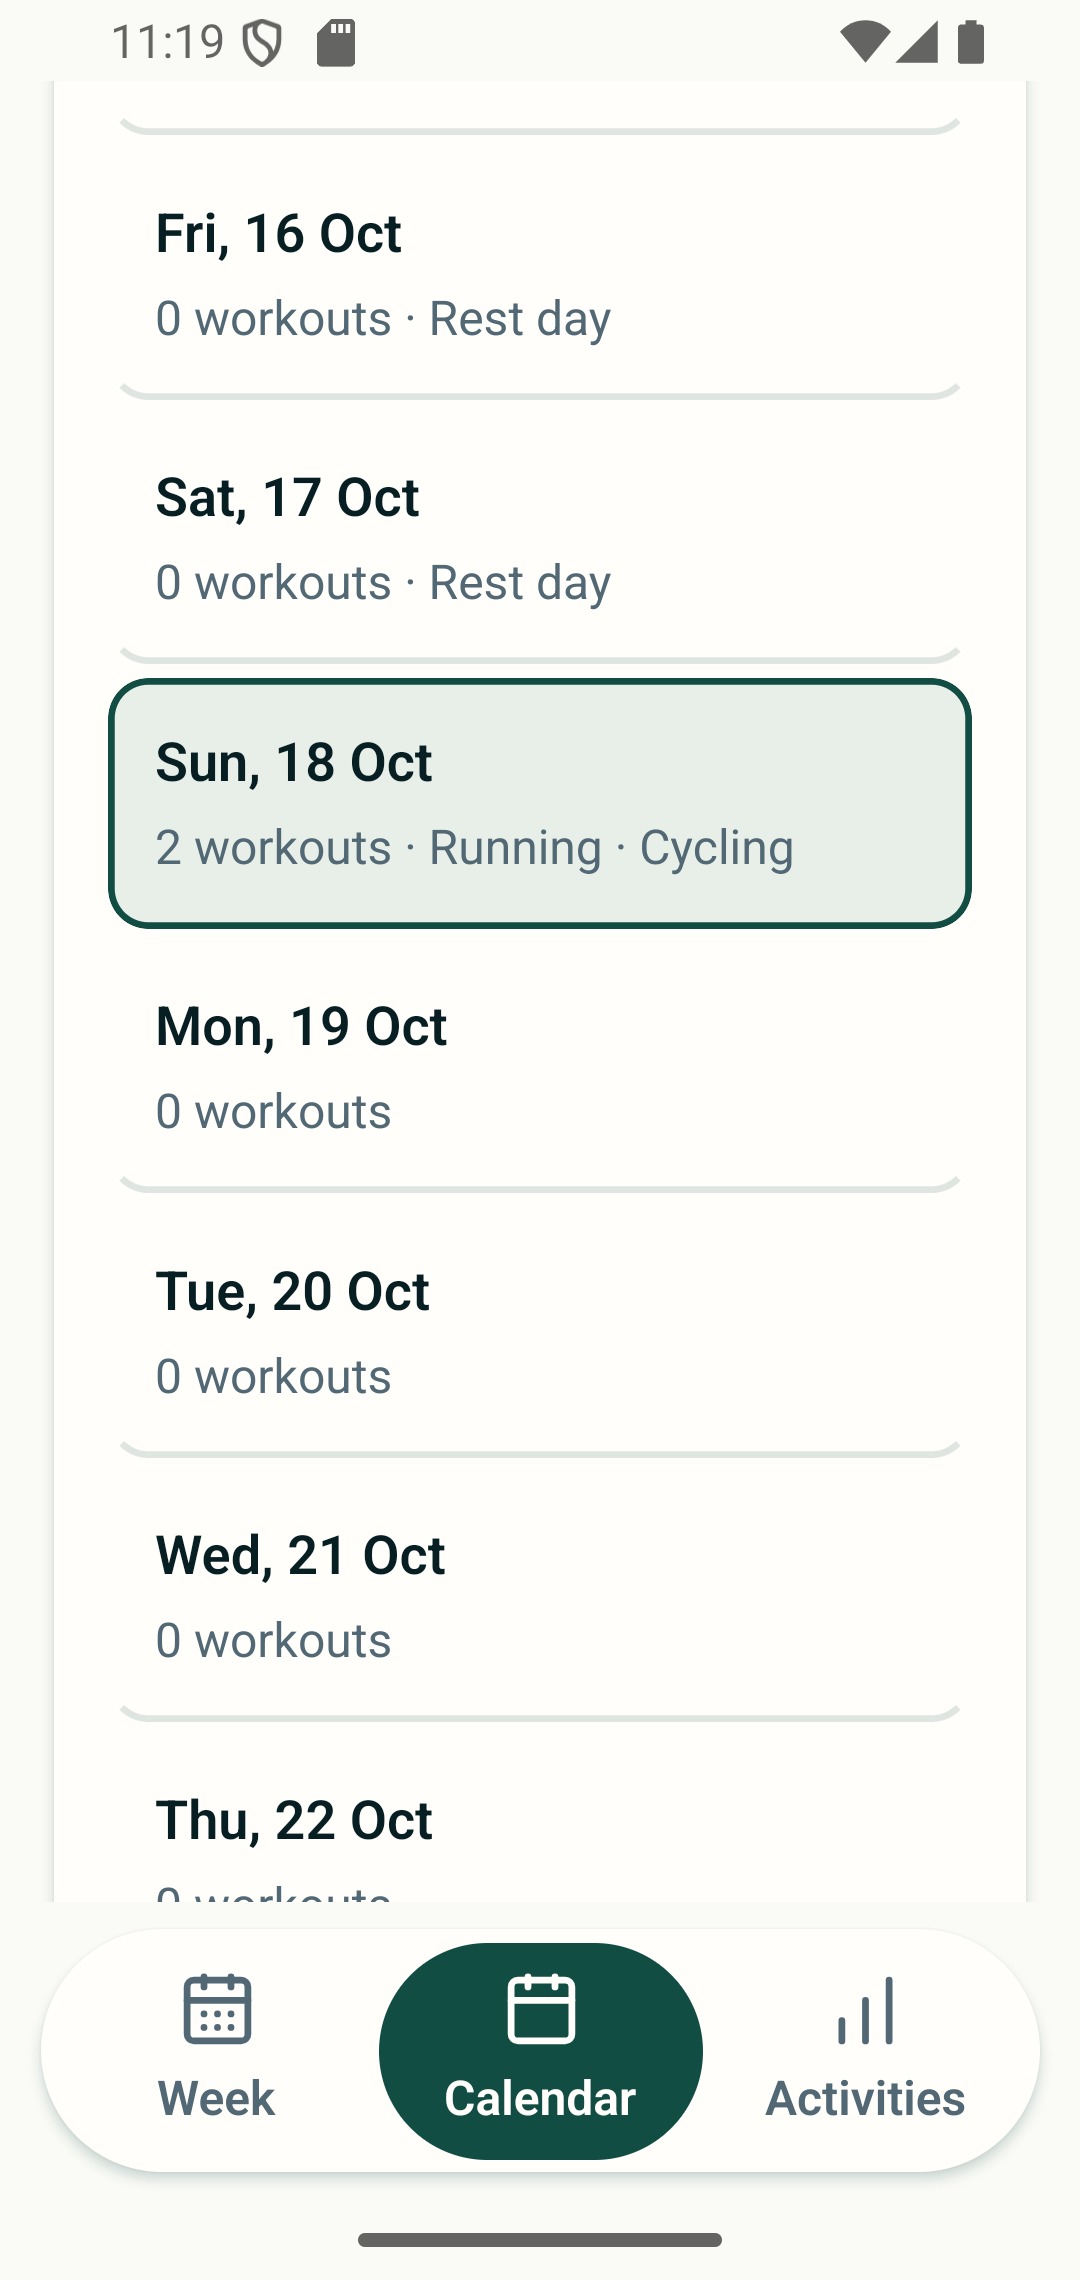 11:19
Fri, 16 Oct
0 workouts · Rest day
Sat, 17 Oct
0 workouts · Rest day
Sun, 18 Oct
2 workouts · Running · Cycling
Mon, 19 Oct
0 workouts
Tue, 20 Oct
0 workouts
Wed, 21 Oct
0 workouts
Thu, 22 Oct
0 workouts
Week
Calendar
Activities